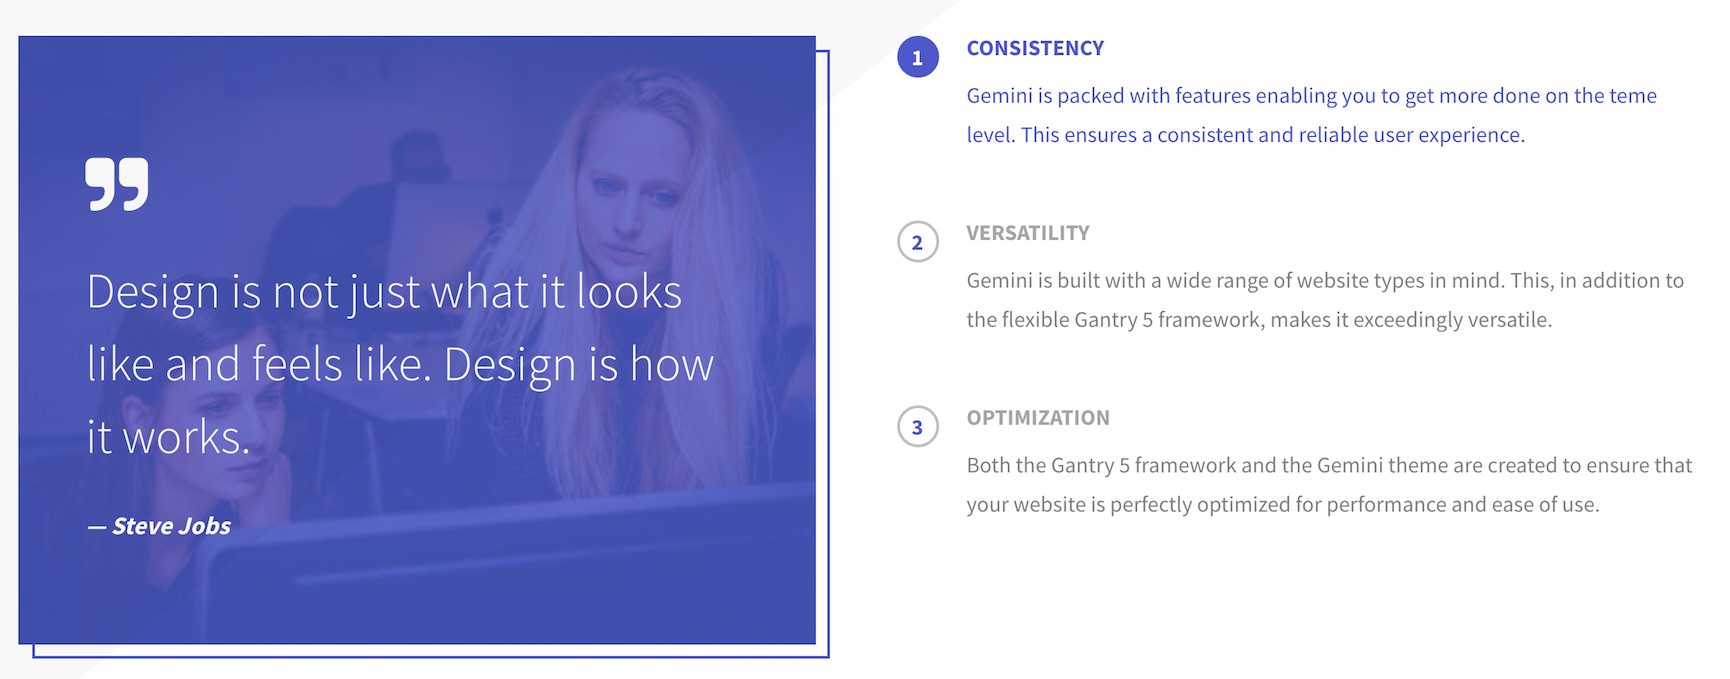 ”
Design is not just what it looks
like and feels like. Design is how
it works.
— Steve Jobs
1
CONSISTENCY
Gemini is packed with features enabling you to get more done on the teme
level. This ensures a consistent and reliable user experience.
2
VERSATILITY
Gemini is built with a wide range of website types in mind. This, in addition to
the flexible Gantry 5 framework, makes it exceedingly versatile.
3
OPTIMIZATION
Both the Gantry 5 framework and the Gemini theme are created to ensure that
your website is perfectly optimized for performance and ease of use.